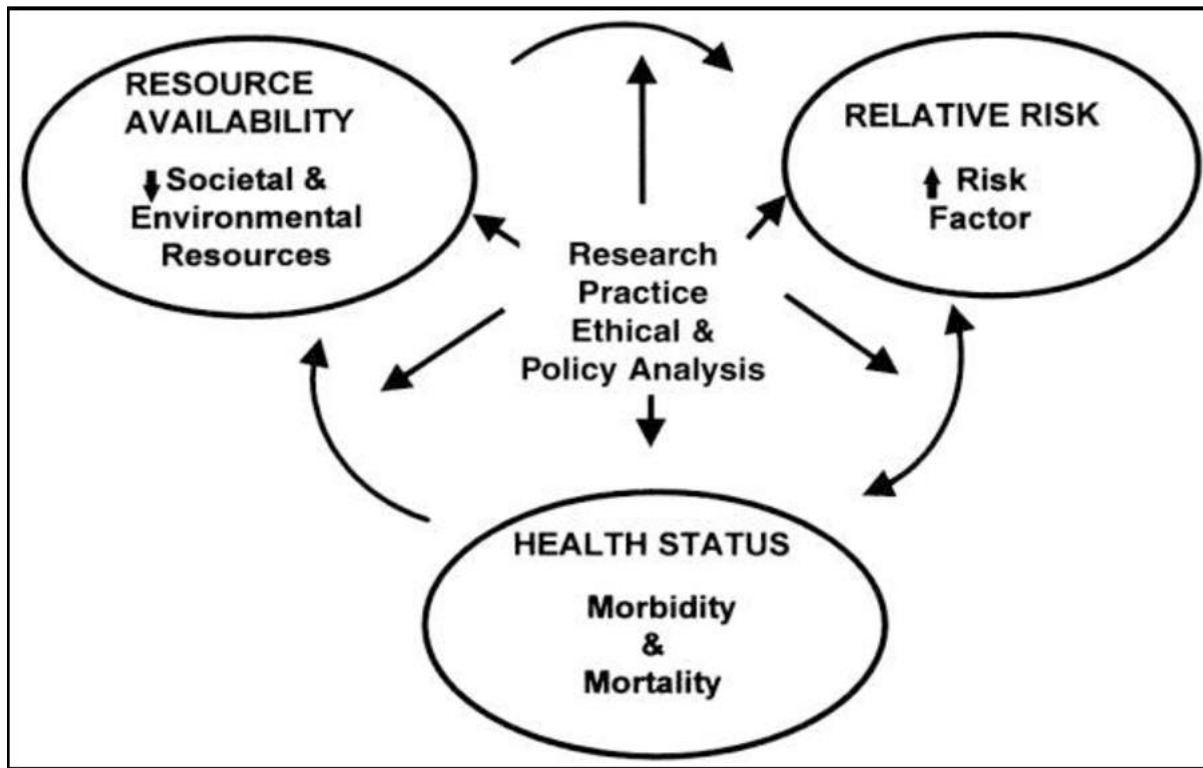 RESOURCE
AVAILABILITY
Societal &
Environmental
Resources
RELATIVE RISK
Risk
Factor
Research
Practice
Ethical &
Policy Analysis
HEALTH STATUS
Morbidity
&
Mortality